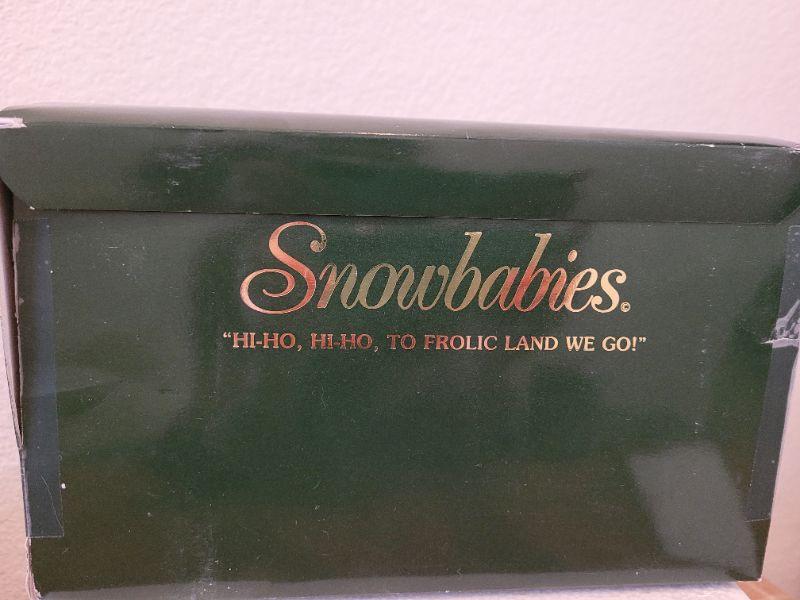 Snowbabies©
“HI-HO, HI-HO, TO FROLIC LAND WE GO!”